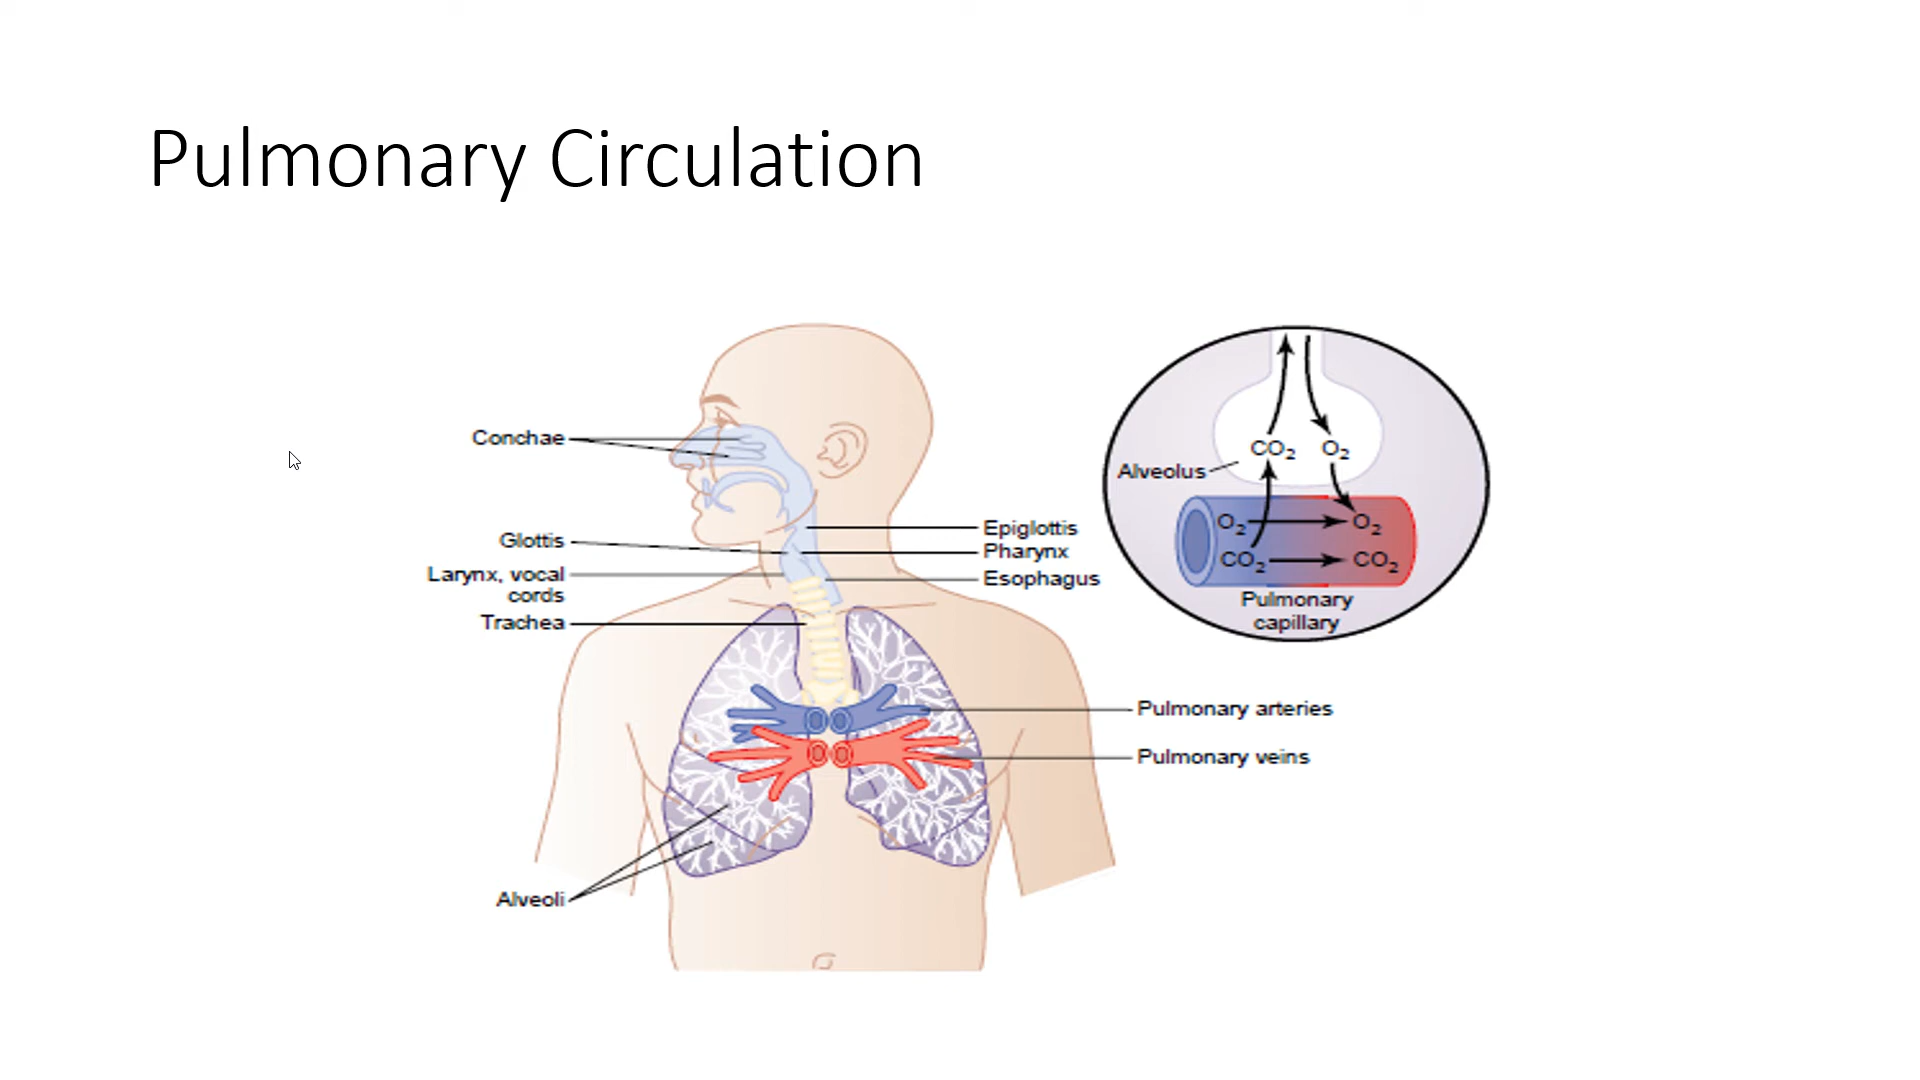 Pulmonary Circulation
Conchae
Glottis
Larynx, vocal
cords
Trachea
Alveoli
Epiglottis
Pharynx
Esophagus
Pulmonary arteries
Pulmonary veins
CO₂ O₂
Alveolus
O₂ O₂
CO₂ CO₂
Pulmonary
capillary